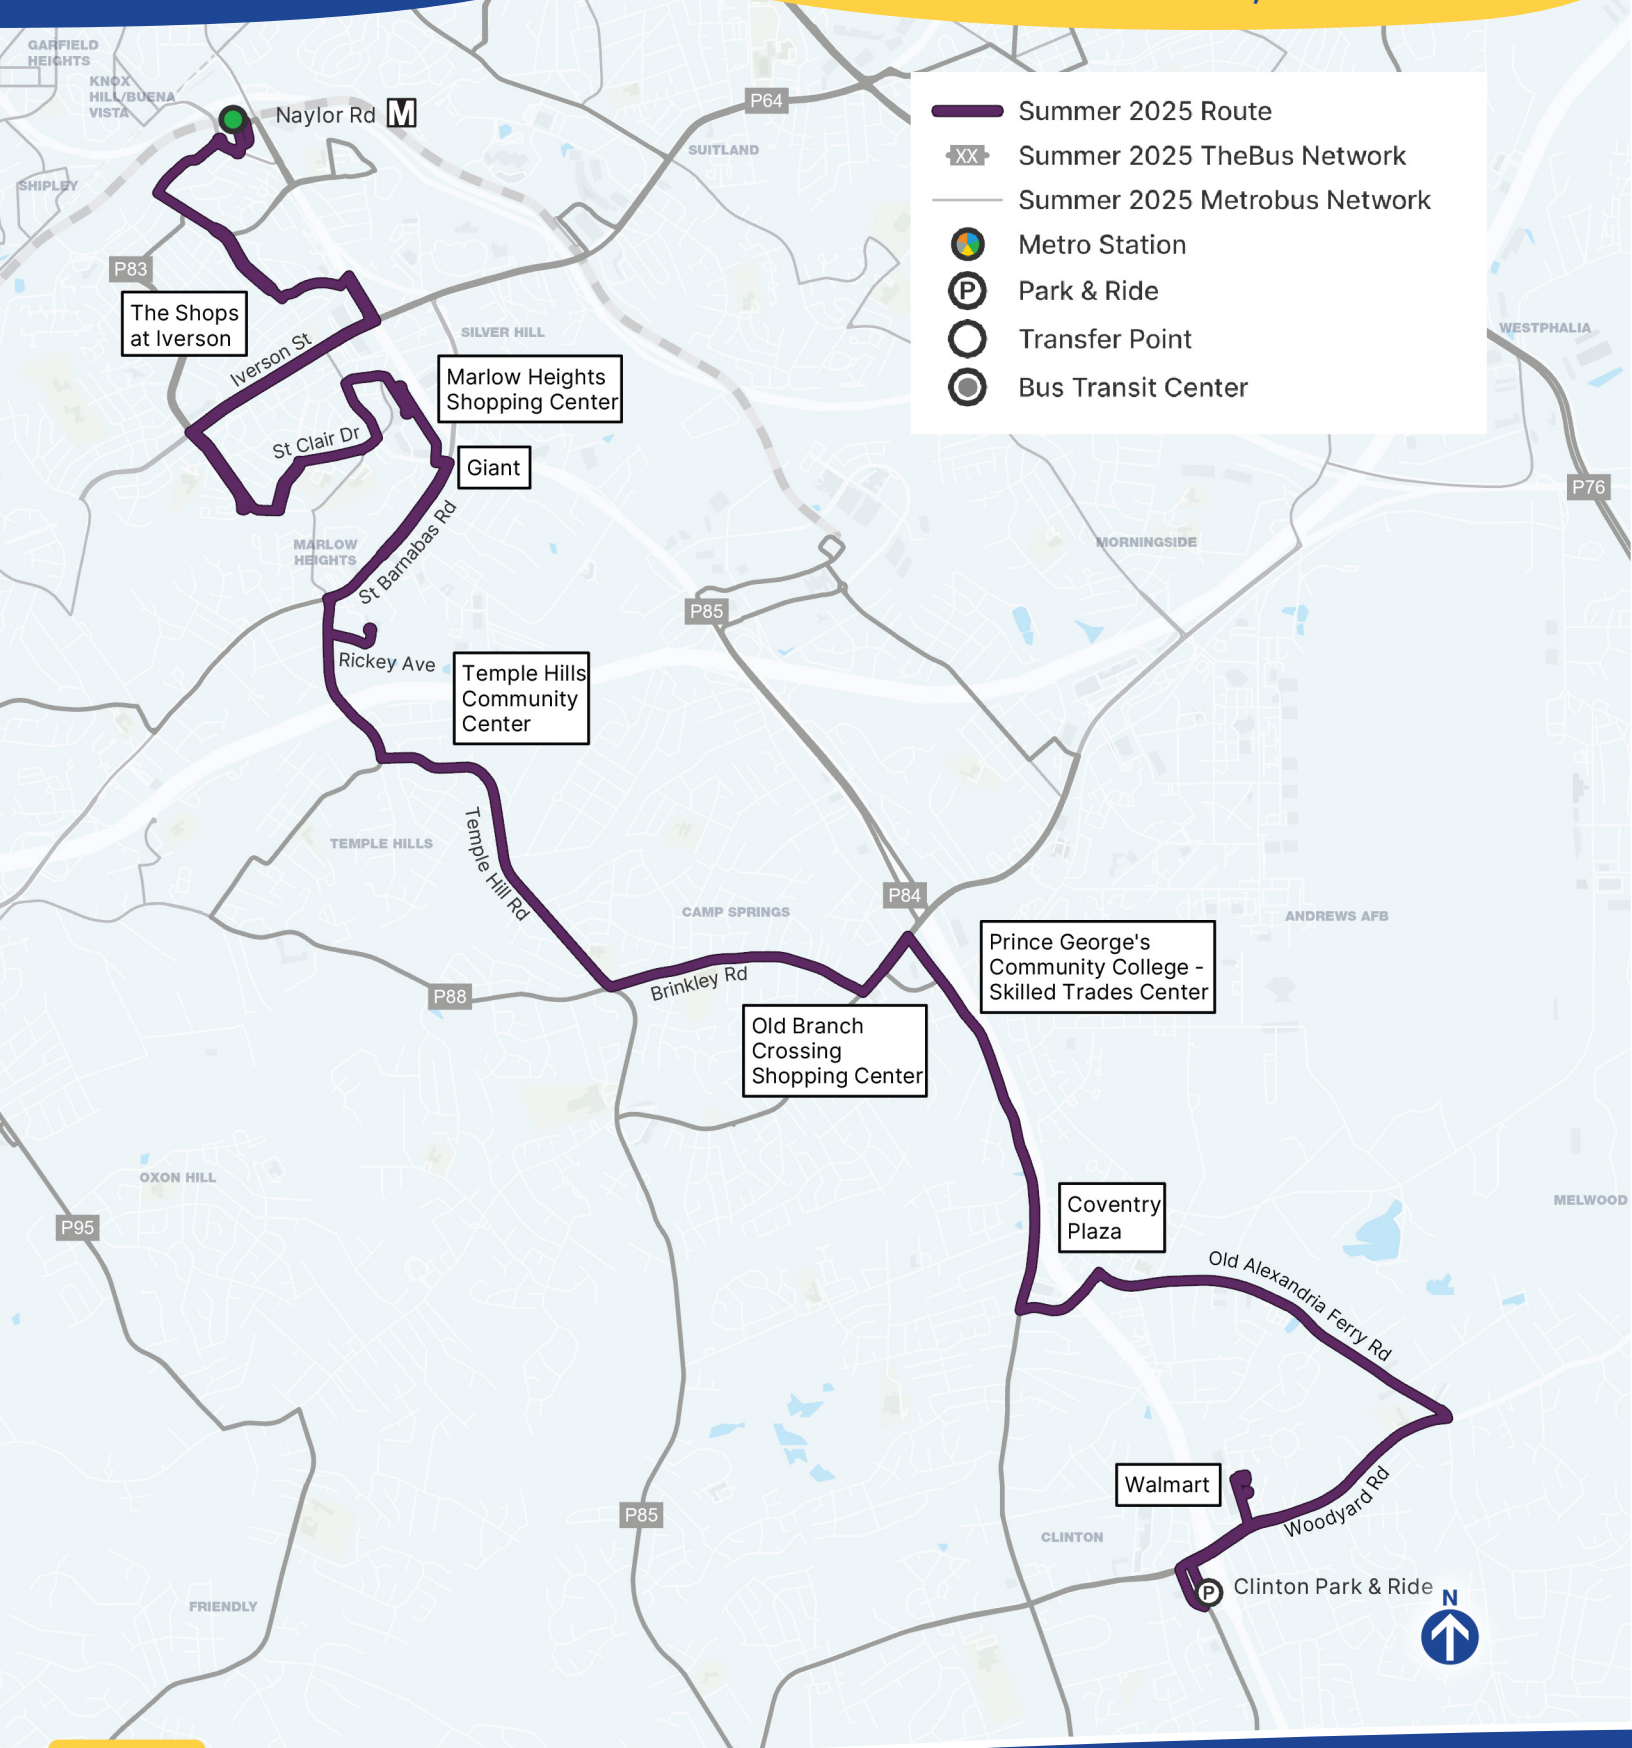 GARFIELD
HEIGHTS
KNOX
HILL/BUENA
VISTA
Naylor Rd M
P64
SUITLAND
SHIPLEY
Summer 2025 Route
XX Summer 2025 TheBus Network
Summer 2025 Metrobus Network
Metro Station
P Park & Ride
Transfer Point
Bus Transit Center
P83
The Shops
at Iverson
Iverson St
SILVER HILL
WESTPHALIA
Marlow Heights
Shopping Center
St Clair Dr
Giant
P76
MARLOW
HEIGHTS
St Barnabas Rd
MORNINGSIDE
P85
Rickey Ave
Temple Hills
Community
Center
TEMPLE HILLS
Temple Hill Rd
P84
CAMP SPRINGS
ANDREWS AFB
Prince George's
Community College -
Skilled Trades Center
Brinkley Rd
P88
Old Branch
Crossing
Shopping Center
OXON HILL
MELWOOD
P95
Coventry
Plaza
Old Alexandria Ferry Rd
Walmart
Woodyard Rd
P85
CLINTON
P Clinton Park & Ride
FRIENDLY
N